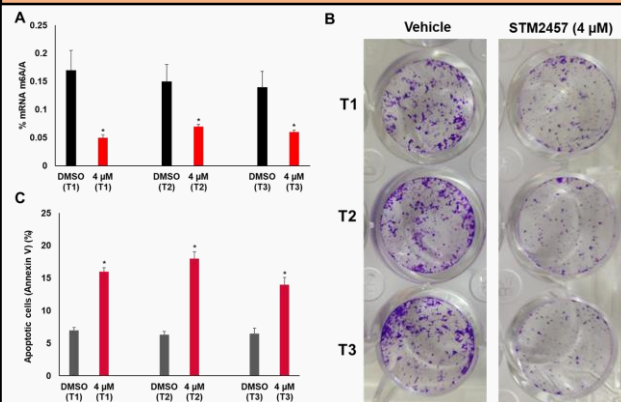 A
% mRNA m6A/A
0.25
0.2
0.15
0.1
0.05
0
* * *
DMSO 4 µM DMSO 4 µM DMSO 4 µM
(T1) (T1) (T2) (T2) (T3) (T3)
C
Apoptotic cells (Annexin V) (%)
25
20
15
10
5
0
* * *
DMSO 4 µM DMSO 4 µM DMSO 4 µM
(T1) (T1) (T2) (T2) (T3) (T3)
B
Vehicle STM2457 (4 µM)
T1
T2
T3